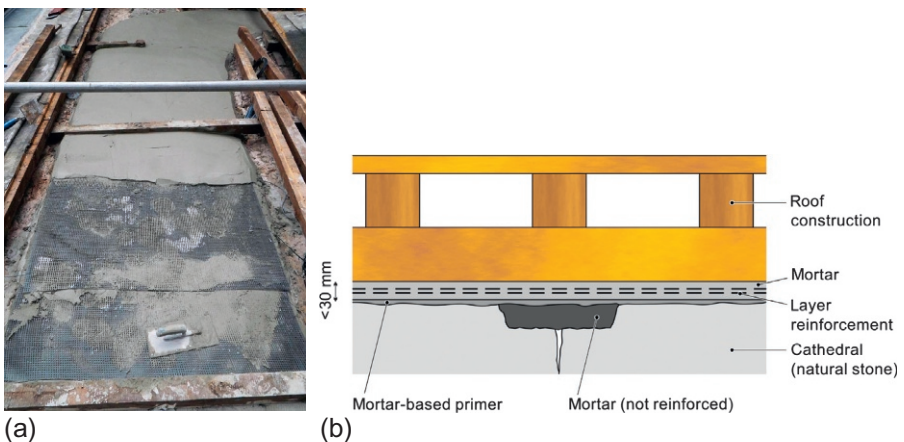 Roof
construction
Mortar
<30 mm
Layer
reinforcement
Cathedral
(natural stone)
Mortar-based primer
Mortar (not reinforced)
(a)
(b)